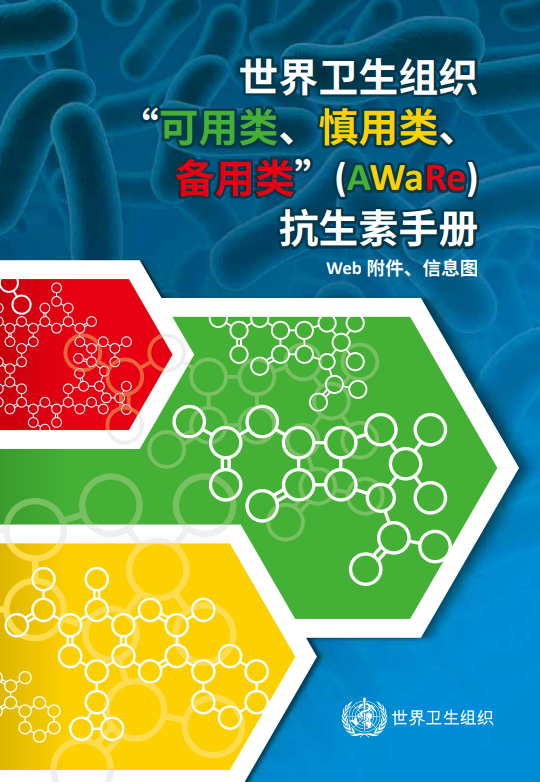 世界卫生组织
“可用类、慎用类、
备用类” (AWaRe)
抗生素手册
Web 附件、信息图
世界卫生组织